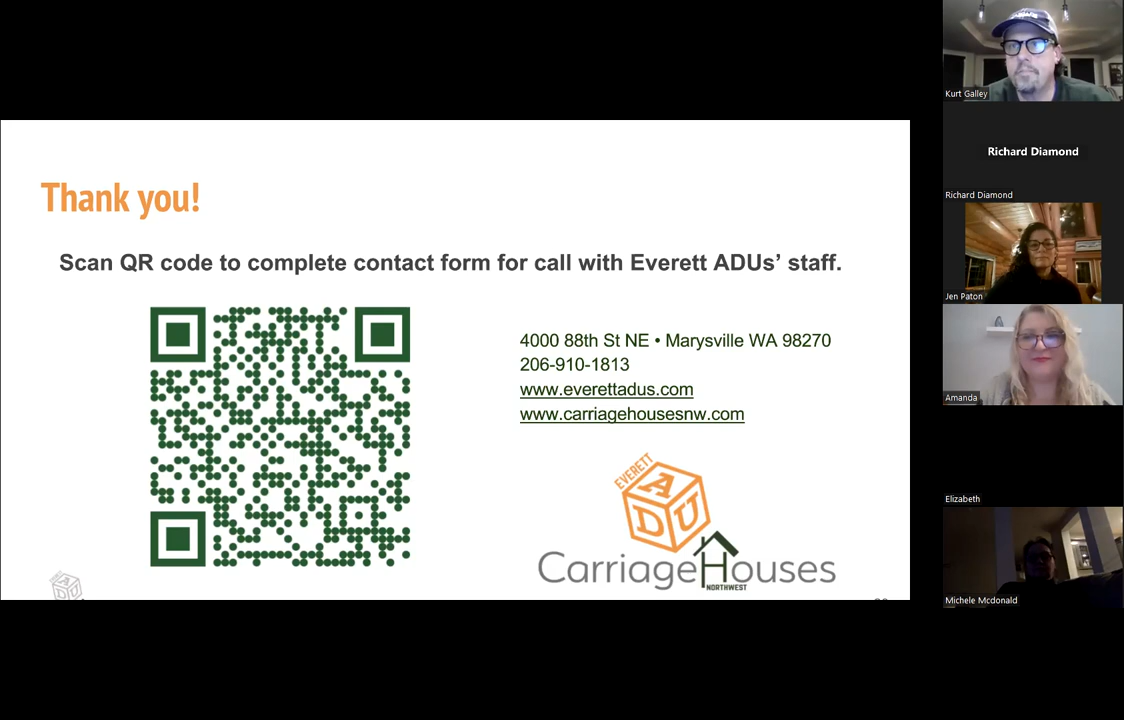 Thank you!
Scan QR code to complete contact form for call with Everett ADUs’ staff.
4000 88th St NE • Marysville WA 98270
206-910-1813
www.everettadus.com
www.carriagehousesnw.com
EVERETT
ADU
CarriageHouses
NORTHWEST
ADU
Kurt Galley
Richard Diamond
Richard Diamond
Jen Paton
Amanda
Elizabeth
Michele Mcdonald